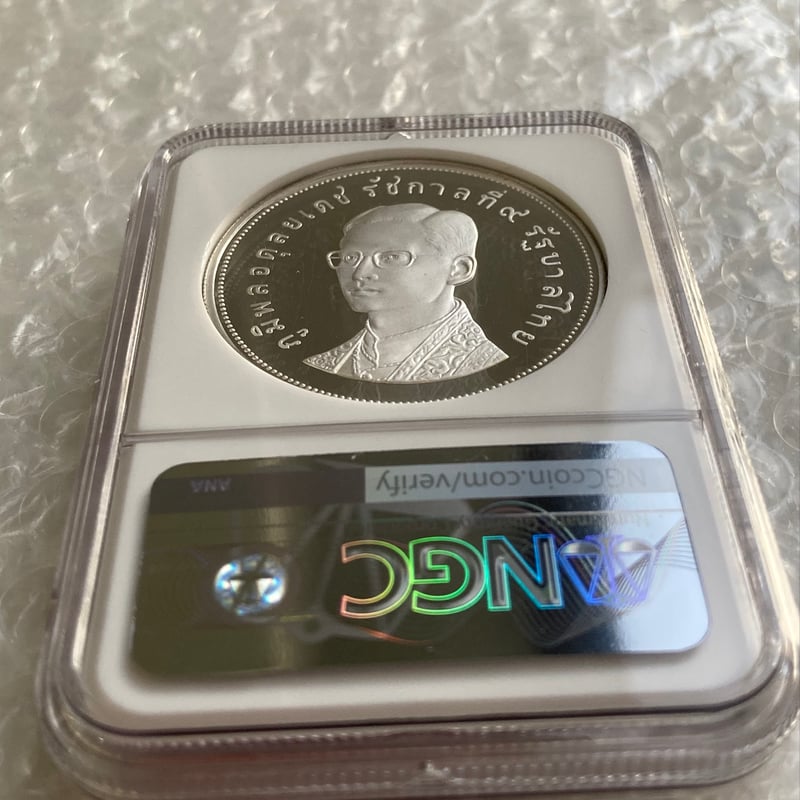 ภูมิพลอดุลยเดช รัชกาลที่๙ รัฐบาลไทย
NGCcoin.com/verify
ANA
NGC